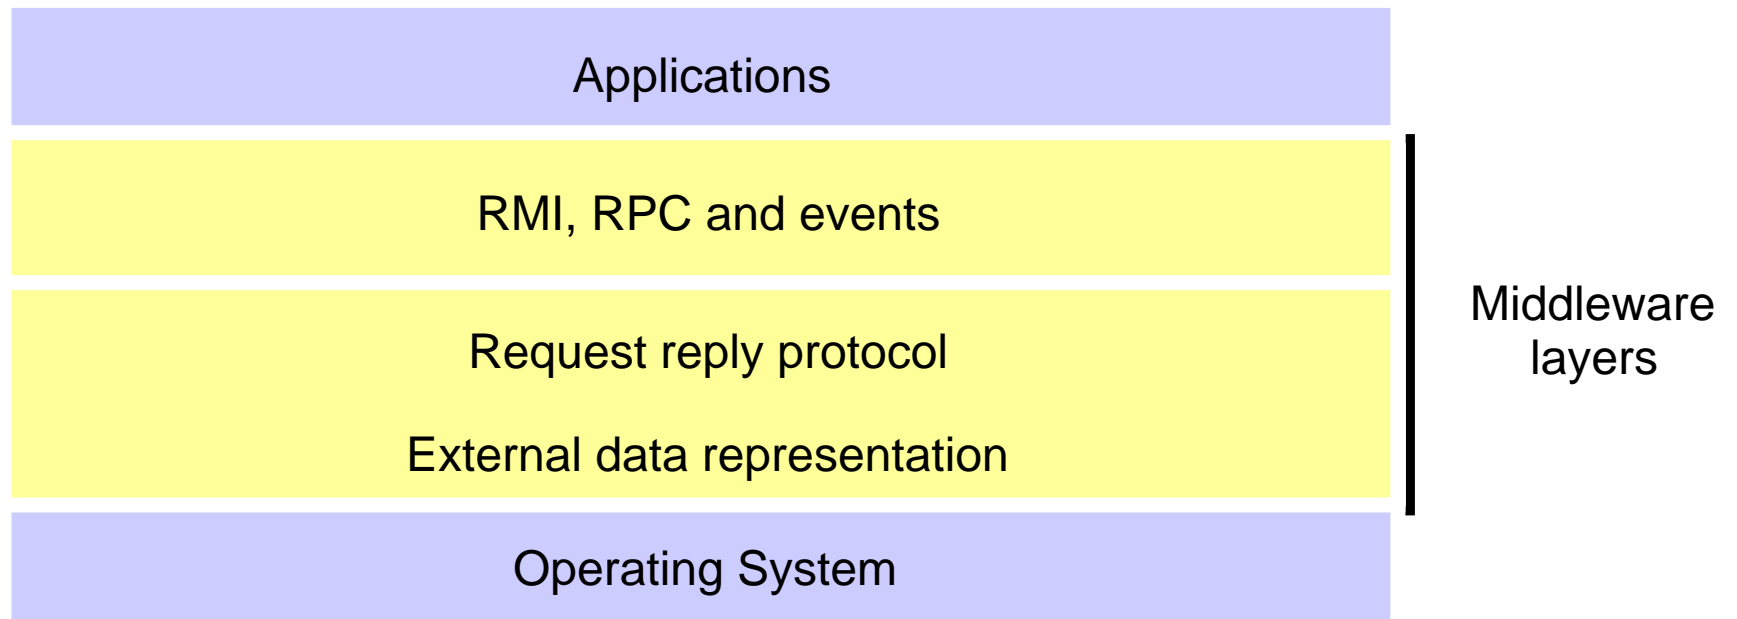 Applications
RMI, RPC and events
Request reply protocol
External data representation
Operating System
Middleware
layers